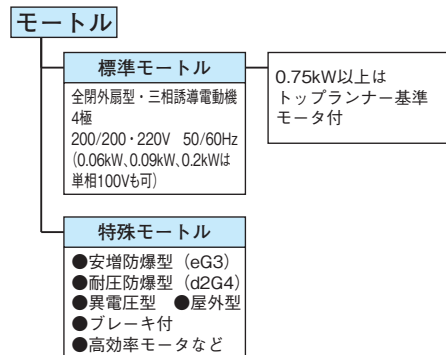 モートル
標準モートル
全閉外扇型・三相誘導電動機
4極
200/200・220V 50/60Hz
(0.06kW、0.09kW、0.2kWは
単相100Vも可)
0.75kW以上は
トップランナー基準
モータ付
特殊モートル
●安増防爆型（eG3）
●耐圧防爆型（d2G4）
●異電圧型 ●屋外型
●ブレーキ付
●高効率モータなど